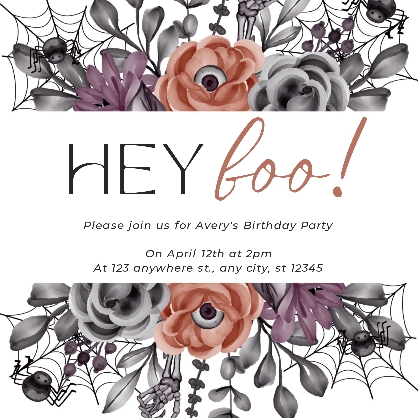 HEY boo!
Please join us for Avery's Birthday Party
On April 12th at 2pm
At 123 anywhere st., any city, st 12345